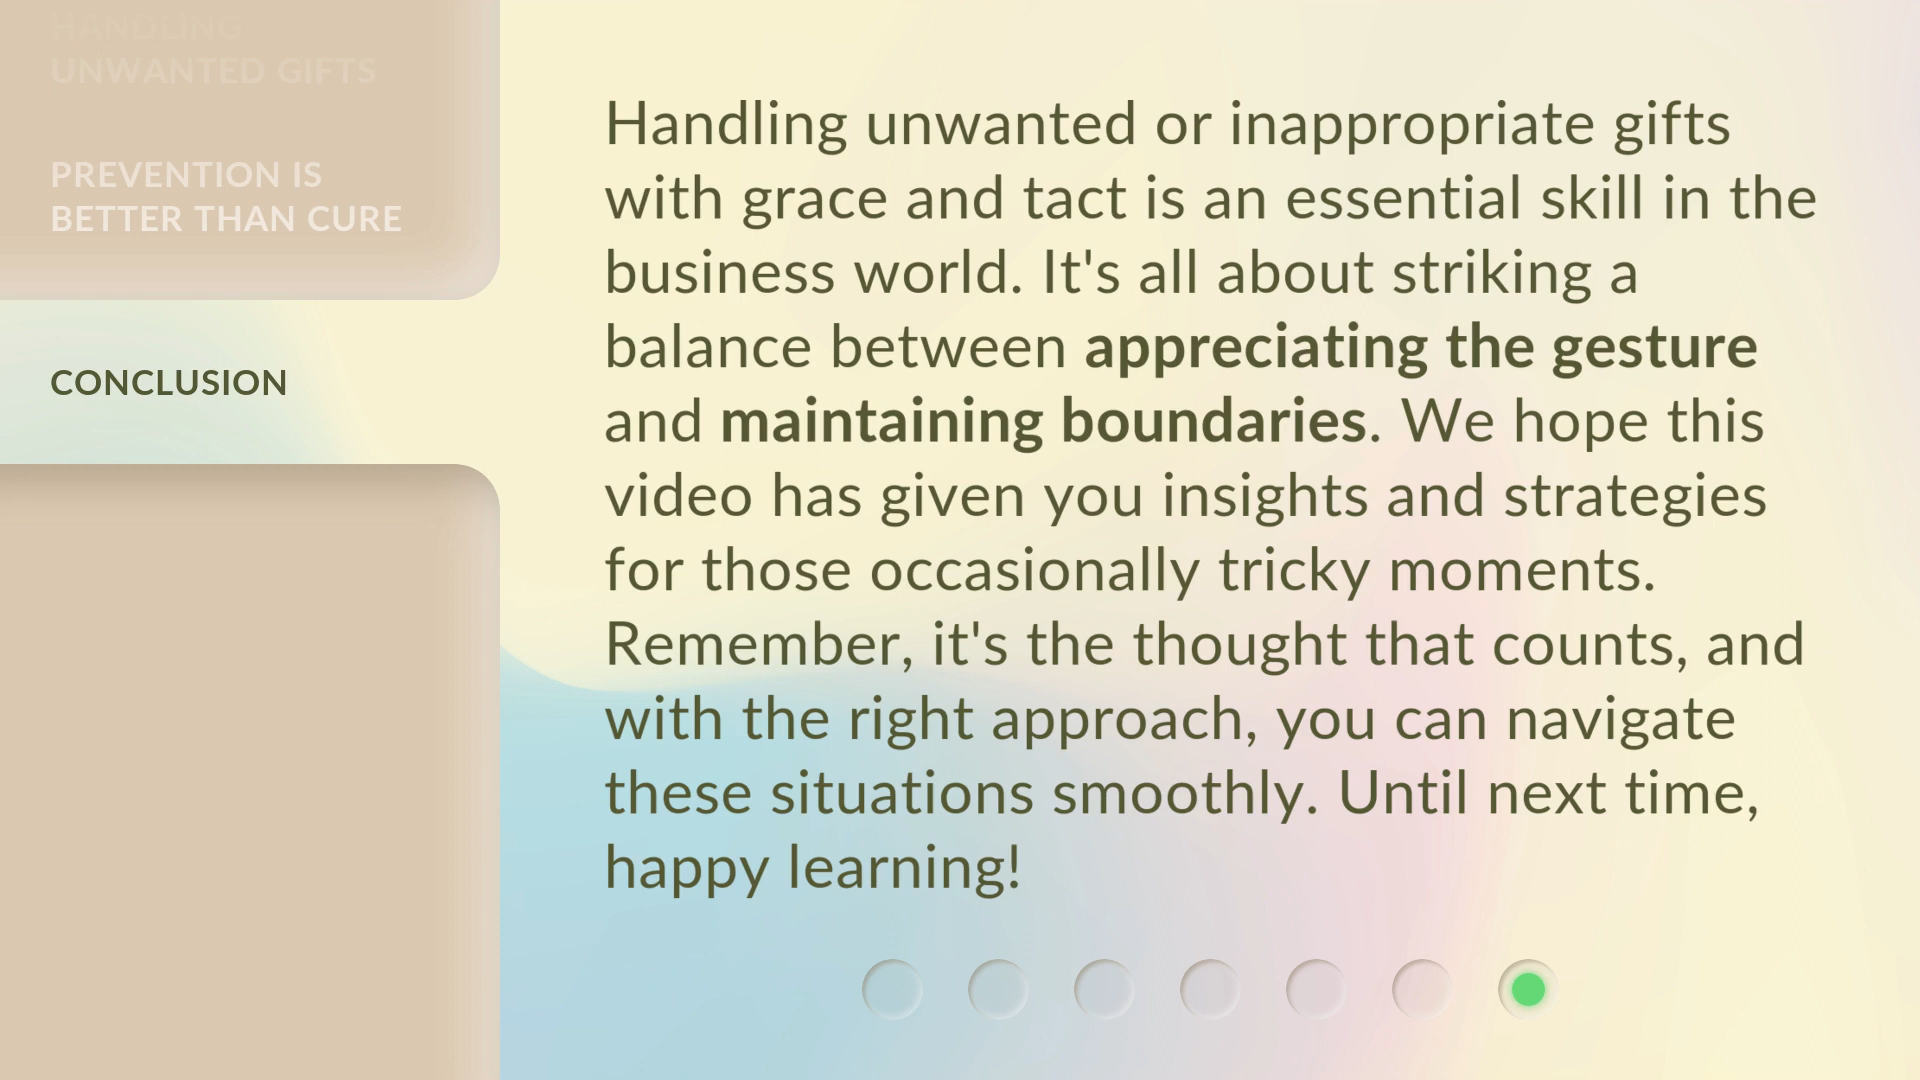 HANDLING
UNWANTED GIFTS
PREVENTION IS
BETTER THAN CURE
CONCLUSION
Handling unwanted or inappropriate gifts
with grace and tact is an essential skill in the
business world. It's all about striking a
balance between appreciating the gesture
and maintaining boundaries. We hope this
video has given you insights and strategies
for those occasionally tricky moments.
Remember, it's the thought that counts, and
with the right approach, you can navigate
these situations smoothly. Until next time,
happy learning!